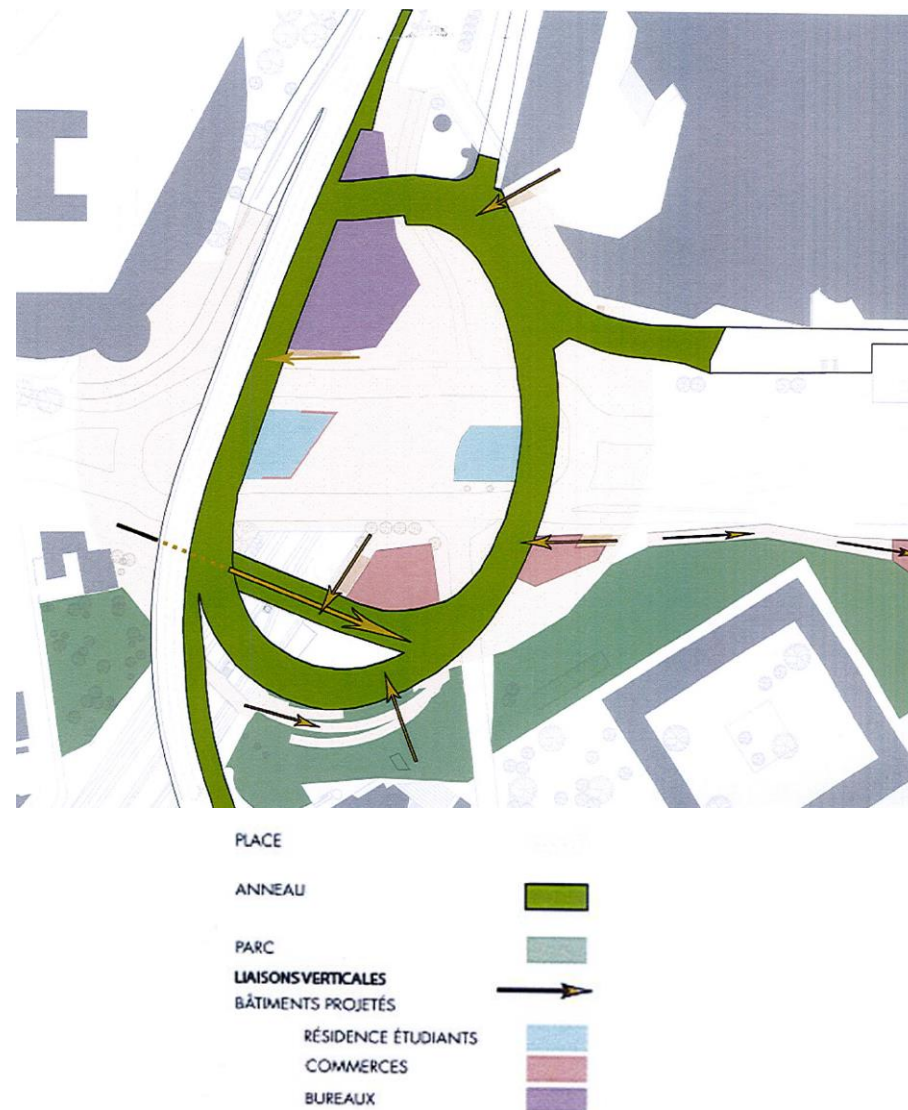 PLACE
ANNEAU
PARC
LIAISONS VERTICALES
BÂTIMENTS PROJETÉS
RÉSIDENCE ÉTUDIANTS
COMMERCES
BUREAUX